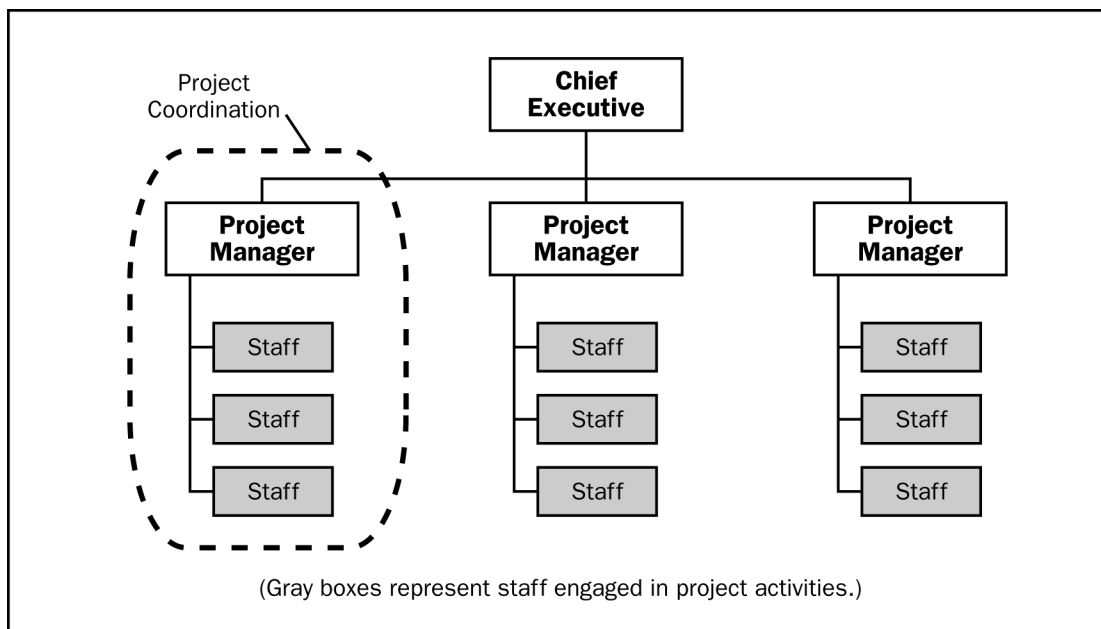 Project
Coordination
Chief
Executive
Project
Manager
Project
Manager
Project
Manager
Staff
Staff
Staff
Staff
Staff
Staff
Staff
Staff
Staff
(Gray boxes represent staff engaged in project activities.)